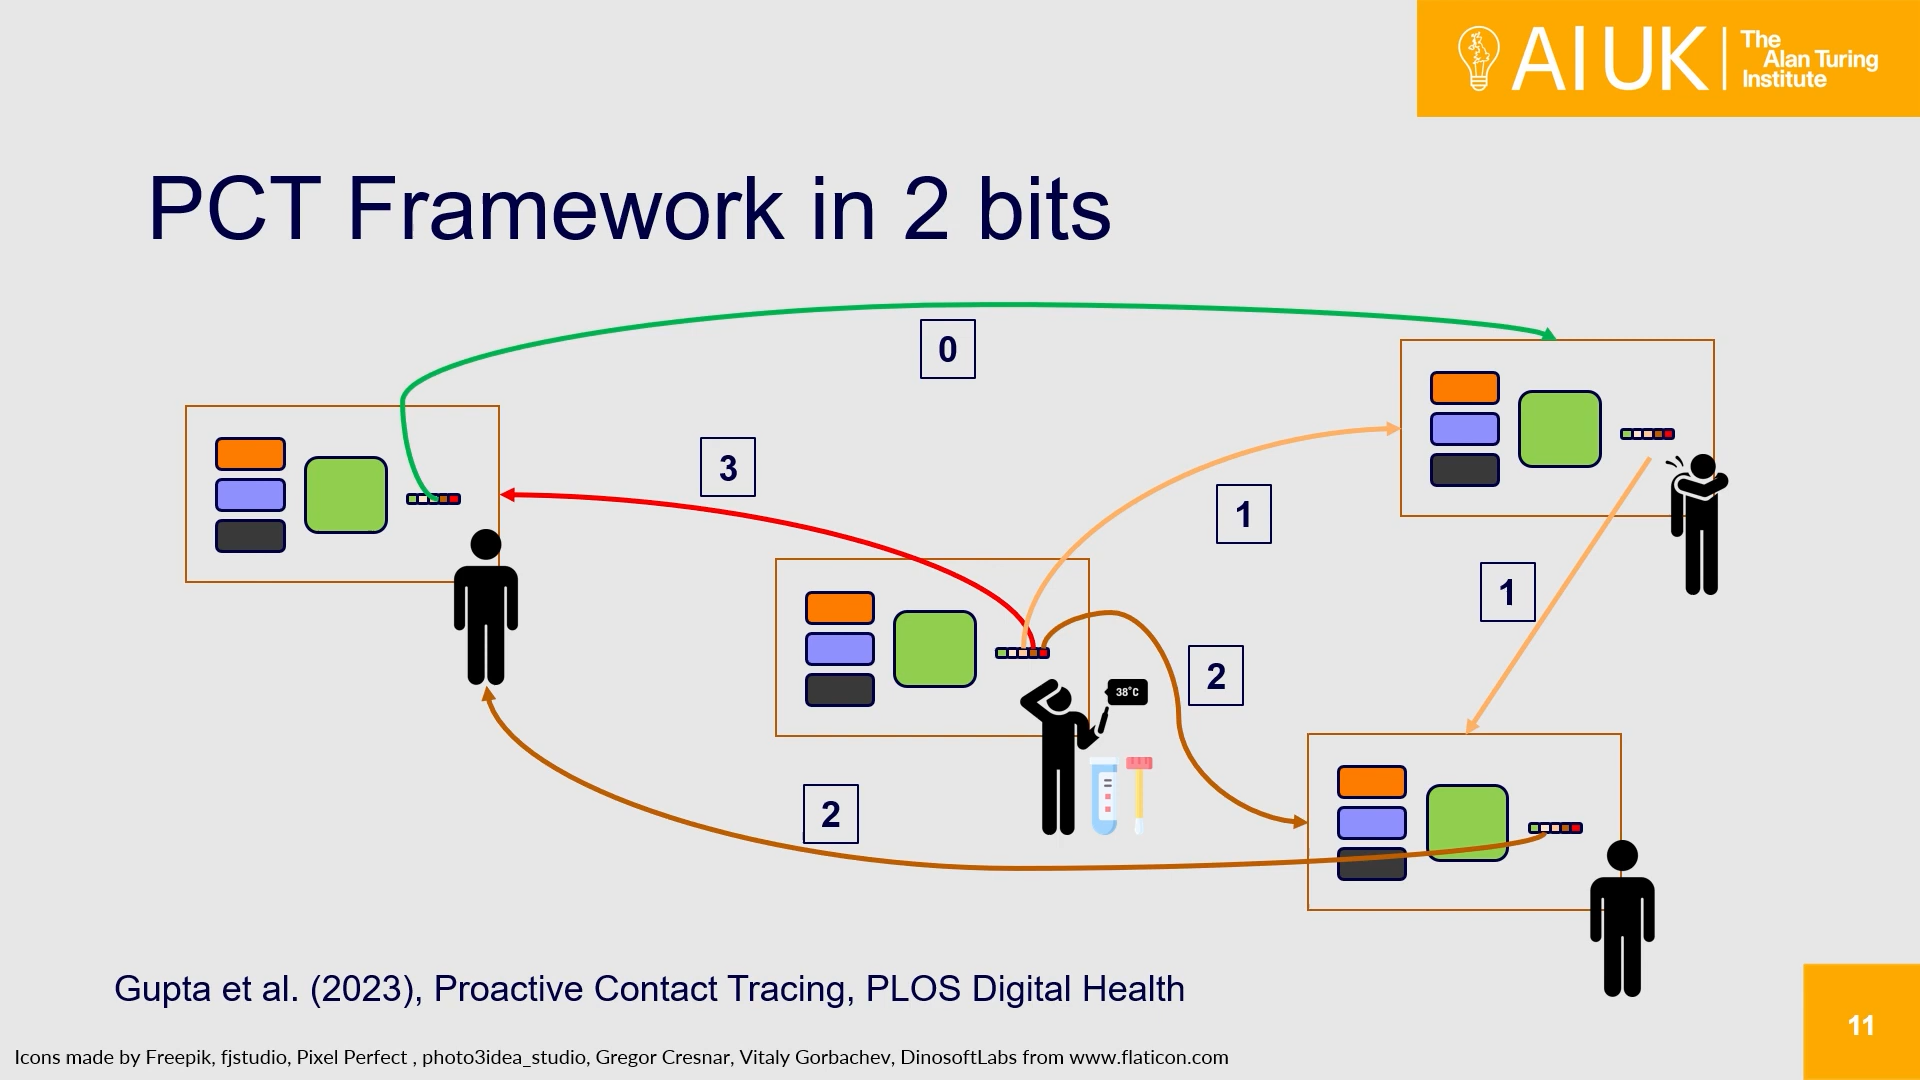 AI UK
The
Alan Turing
Institute
PCT Framework in 2 bits
0
3
1
1
2
38°C
2
Gupta et al. (2023), Proactive Contact Tracing, PLOS Digital Health
11
Icons made by Freepik, fjstudio, Pixel Perfect , photo3idea_studio, Gregor Cresnar, Vitaly Gorbachev, DinosoftLabs from www.flaticon.com